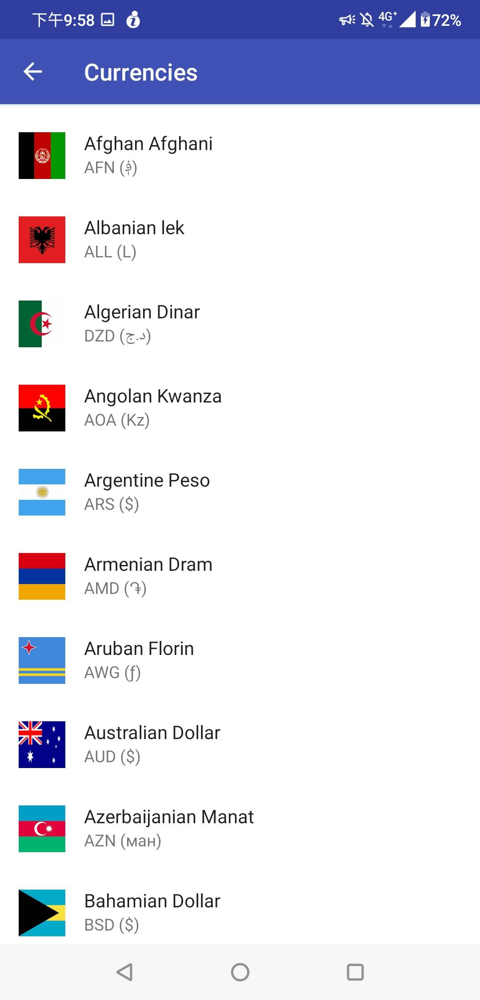 下午9:58 4G+ 72%
Currencies
Afghan Afghani
AFN (؋)
Albanian lek
ALL (L)
Algerian Dinar
DZD (د.ج)
Angolan Kwanza
AOA (Kz)
Argentine Peso
ARS ($)
Armenian Dram
AMD (֏)
Aruban Florin
AWG (ƒ)
Australian Dollar
AUD ($)
Azerbaijanian Manat
AZN (ман)
Bahamian Dollar
BSD ($)